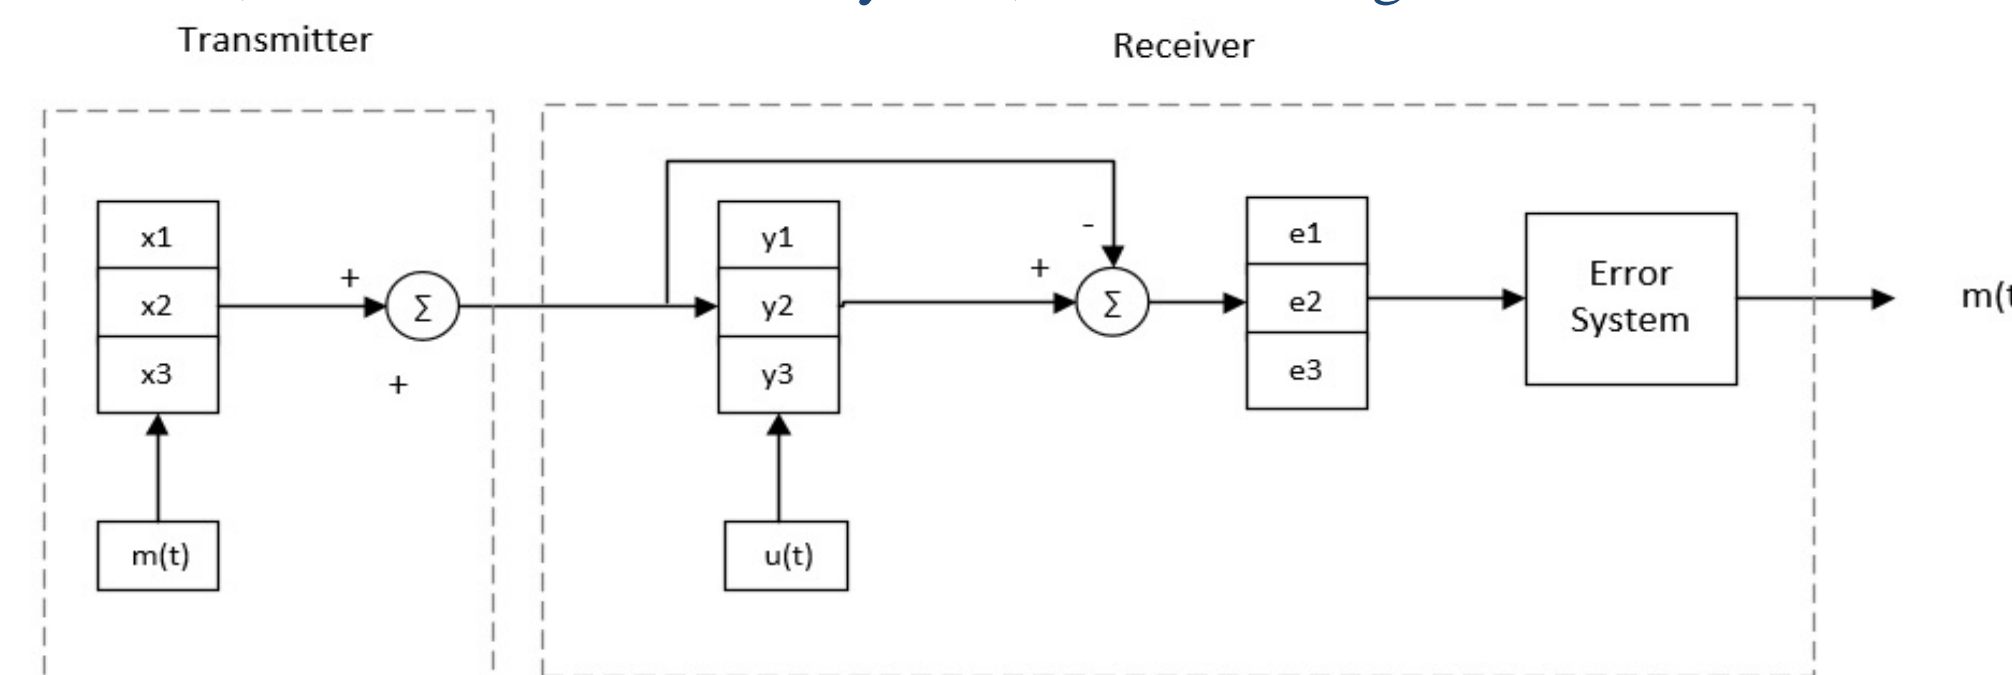 Transmitter
Receiver
x1
x2
x3
+
Σ
+
m(t)
y1
y2
y3
u(t)
-
+
Σ
e1
e2
e3
Error
System